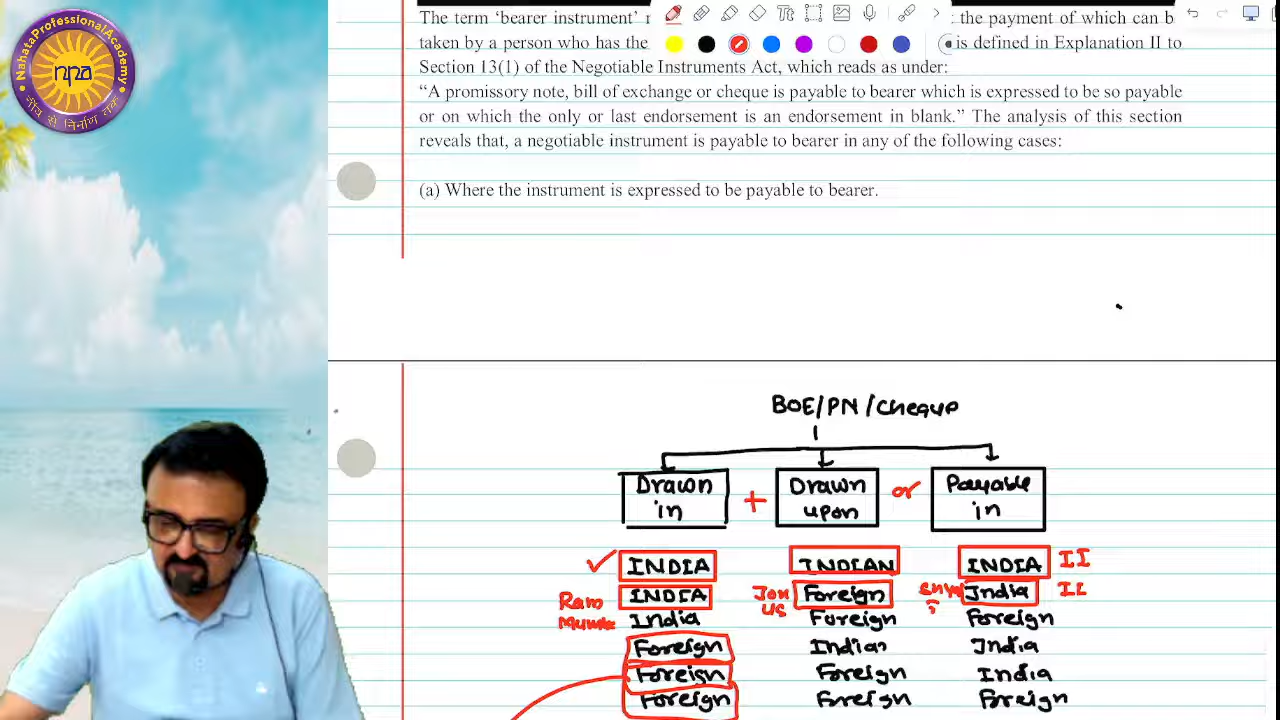 NahataProfessionalAcademy
npa
नींव से निर्माण तक
The term 'bearer instrument' the payment of which can b
taken by a person who has the is defined in Explanation II to
Section 13(1) of the Negotiable Instruments Act, which reads as under:
“A promissory note, bill of exchange or cheque is payable to bearer which is expressed to be so payable
or on which the only or last endorsement is an endorsement in blank.” The analysis of this section
reveals that, a negotiable instrument is payable to bearer in any of the following cases:
(a) Where the instrument is expressed to be payable to bearer.
BOE/PN/Cheque
Drawn in + Drawn upon or Payable in
INDIA INDIAN INDIA II
Ram INDIA Jon Foreign India II
India US Foreign Foreign
Foreign Indian India
Foreign Foreign India
Foreign Foreign Foreign